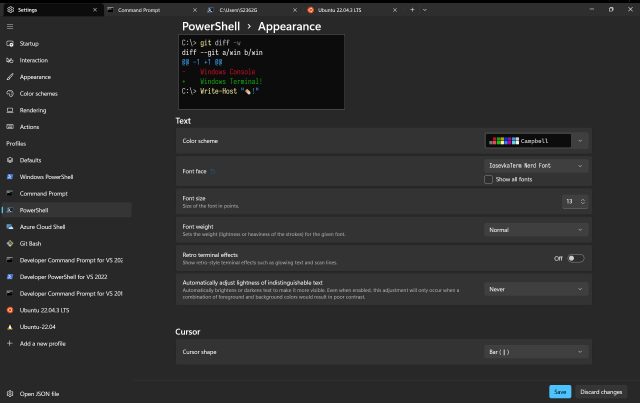 Settings
Command Prompt
C:\Users\S2362G
Ubuntu 22.04.3 LTS
Startup
Interaction
Appearance
Color schemes
Rendering
Actions
Profiles
Defaults
Windows PowerShell
Command Prompt
PowerShell
Azure Cloud Shell
Git Bash
Developer Command Prompt for VS 202
Developer PowerShell for VS 2022
Developer Command Prompt for VS 201
Ubuntu 22.04.3 LTS
Ubuntu-22.04
Add a new profile
Open JSON file
PowerShell > Appearance
C:\> git diff -w
diff --git a/win b/win
@@ -1 +1 @@
- Windows Console
+ Windows Terminal!
C:\> Write-Host "🏷!"
Text
Color scheme
Campbell
Font face
IosevkaTerm Nerd Font
Show all fonts
Font size
Size of the font in points.
13
Font weight
Sets the weight (lightness or heaviness of the strokes) for the given font.
Normal
Retro terminal effects
Show retro-style terminal effects such as glowing text and scan lines.
Off
Automatically adjust lightness of indistinguishable text
Automatically brightens or darkens text to make it more visible. Even when enabled, this adjustment will only occur when a
combination of foreground and background colors would result in poor contrast.
Never
Cursor
Cursor shape
Bar ( ┃ )
Save
Discard changes